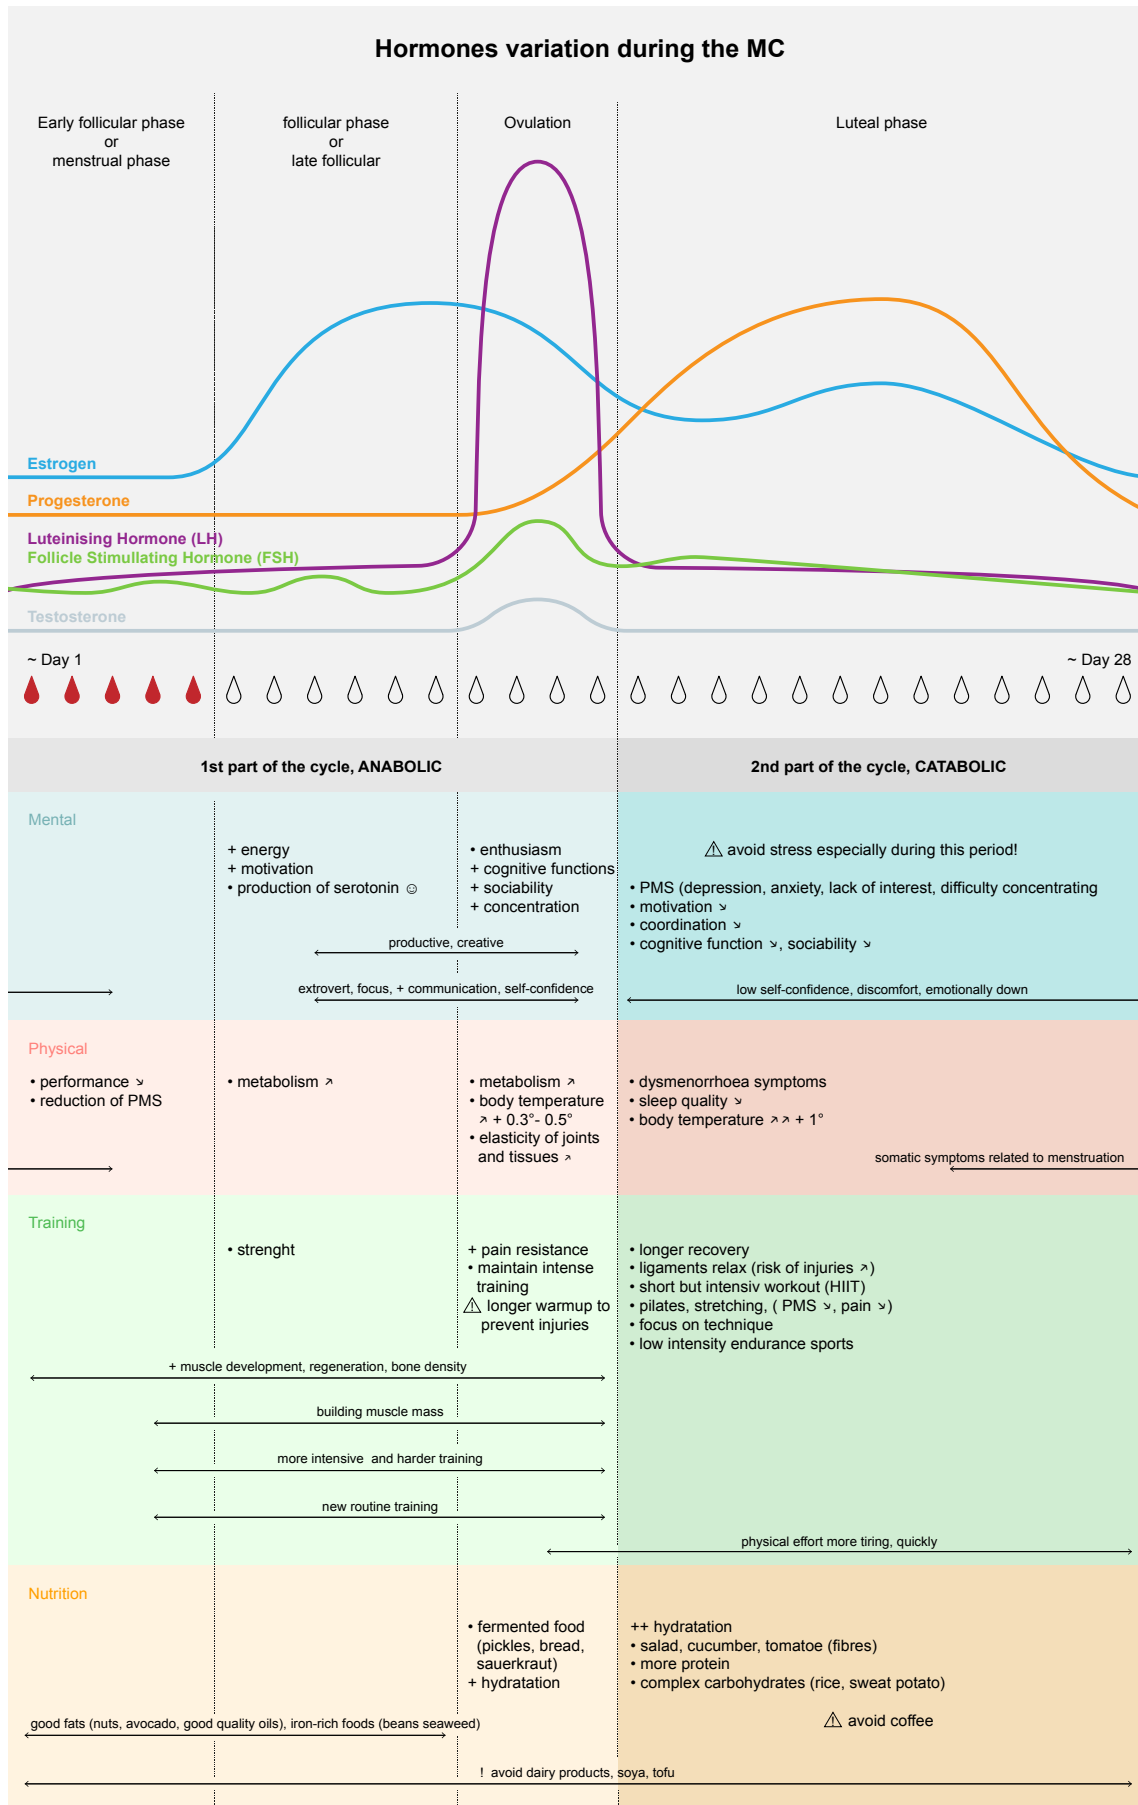 Hormones variation during the MC
Early follicular phase
or
menstrual phase
follicular phase
or
late follicular
Ovulation
Luteal phase
Estrogen
Progesterone
Luteinising Hormone (LH)
Follicle Stimullating Hormone (FSH)
Testosterone
~ Day 1
~ Day 28
1st part of the cycle, ANABOLIC
2nd part of the cycle, CATABOLIC
Mental
+ energy
+ motivation
• production of serotonin ☺
• enthusiasm
+ cognitive functions
+ sociability
+ concentration
⚠ avoid stress especially during this period!
• PMS (depression, anxiety, lack of interest, difficulty concentrating
• motivation ↘
• coordination ↘
• cognitive function ↘, sociability ↘
productive, creative
extrovert, focus, + communication, self-confidence
low self-confidence, discomfort, emotionally down
Physical
• performance ↘
• reduction of PMS
• metabolism ↗
• metabolism ↗
• body temperature
↗ + 0.3°- 0.5°
• elasticity of joints
and tissues ↗
• dysmenorrhoea symptoms
• sleep quality ↘
• body temperature ↗↗ + 1°
somatic symptoms related to menstruation
Training
• strenght
+ pain resistance
• maintain intense
training
⚠ longer warmup to
prevent injuries
• longer recovery
• ligaments relax (risk of injuries ↗)
• short but intensiv workout (HIIT)
• pilates, stretching, ( PMS ↘, pain ↘)
• focus on technique
• low intensity endurance sports
+ muscle development, regeneration, bone density
building muscle mass
more intensive and harder training
new routine training
physical effort more tiring, quickly
Nutrition
• fermented food
(pickles, bread,
sauerkraut)
+ hydratation
++ hydratation
• salad, cucumber, tomatoe (fibres)
• more protein
• complex carbohydrates (rice, sweat potato)
⚠ avoid coffee
good fats (nuts, avocado, good quality oils), iron-rich foods (beans seaweed)
! avoid dairy products, soya, tofu